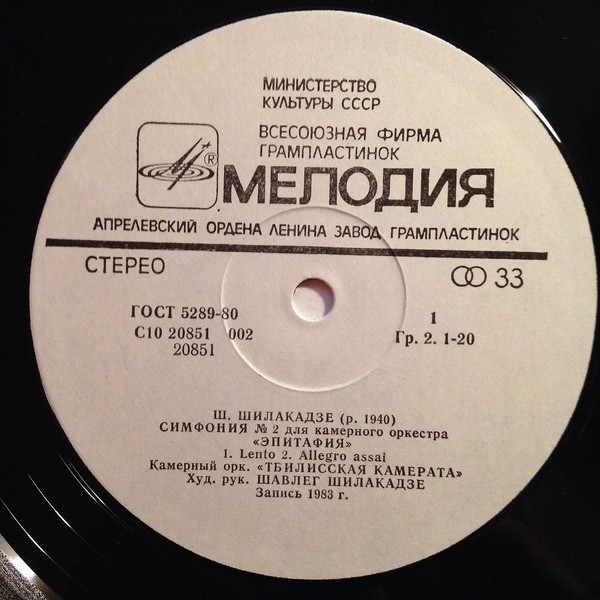 МИНИСТЕРСТВО
КУЛЬТУРЫ СССР
ВСЕСОЮЗНАЯ ФИРМА
ГРАМПЛАСТИНОК
®
МЕЛОДИЯ
АПРЕЛЕВСКИЙ ОРДЕНА ЛЕНИНА ЗАВОД ГРАМПЛАСТИНОК
СТЕРЕО
33
ГОСТ 5289-80
1
С10 20851 002
Гр. 2. 1-20
20851
Ш. ШИЛАКАДЗЕ (р. 1940)
СИМФОНИЯ № 2 для камерного оркестра
«ЭПИТАФИЯ»
1. Lento 2. Allegro assai
Камерный орк. «ТБИЛИССКАЯ КАМЕРАТА»
Худ. рук. ШАВЛЕГ ШИЛАКАДЗЕ
Запись 1983 г.